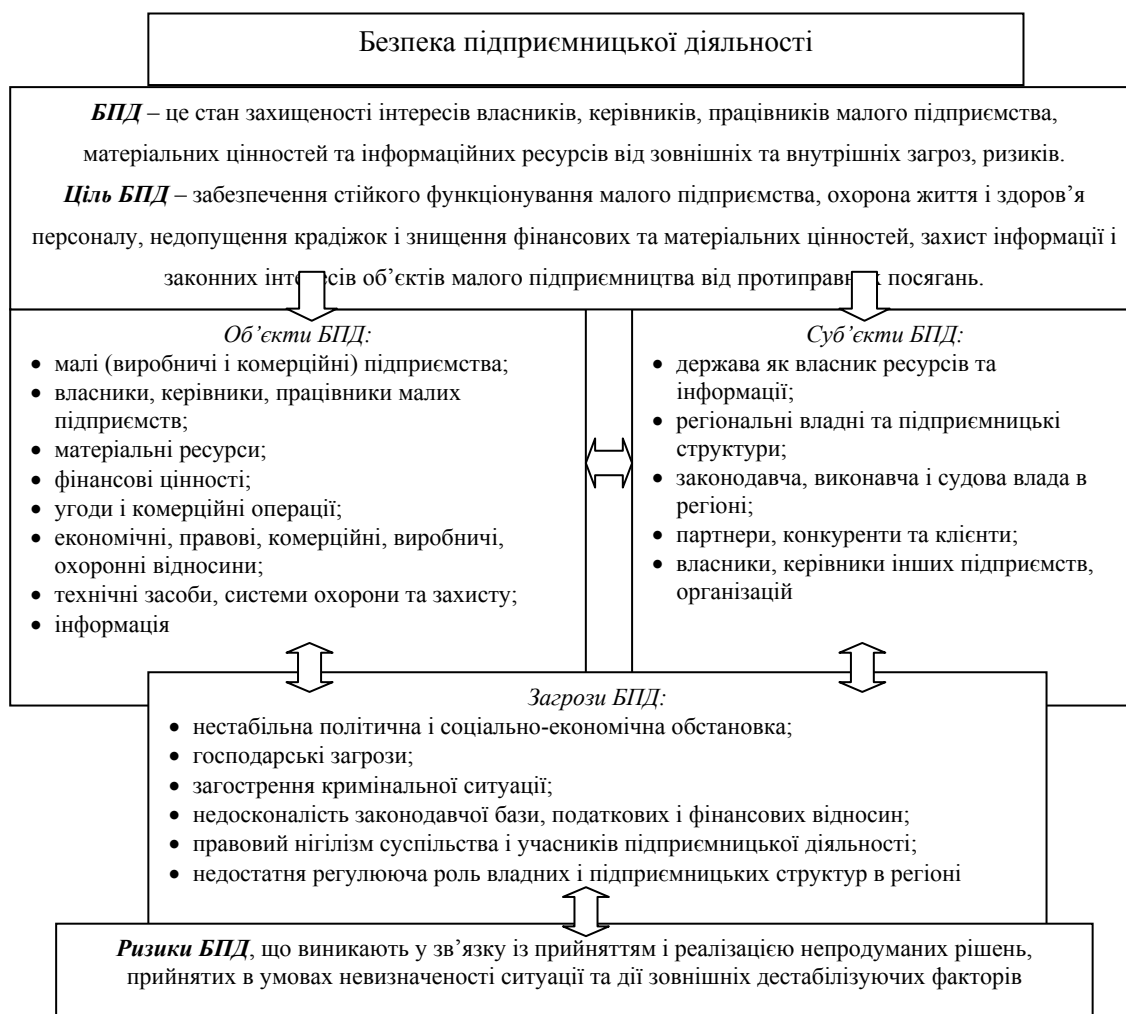 Безпека підприємницької діяльності
БПД – це стан захищеності інтересів власників, керівників, працівників малого підприємства,
матеріальних цінностей та інформаційних ресурсів від зовнішніх та внутрішніх загроз, ризиків.
Ціль БПД – забезпечення стійкого функціонування малого підприємства, охорона життя і здоров’я
персоналу, недопущення крадіжок і знищення фінансових та матеріальних цінностей, захист інформації і
законних інтересів об’єктів малого підприємництва від протиправних посягань.
Об’єкти БПД:
• малі (виробничі і комерційні) підприємства;
• власники, керівники, працівники малих
підприємств;
• матеріальні ресурси;
• фінансові цінності;
• угоди і комерційні операції;
• економічні, правові, комерційні, виробничі,
охоронні відносини;
• технічні засоби, системи охорони та захисту;
• інформація
Суб’єкти БПД:
• держава як власник ресурсів та
інформації;
• регіональні владні та підприємницькі
структури;
• законодавча, виконавча і судова влада в
регіоні;
• партнери, конкуренти та клієнти;
• власники, керівники інших підприємств,
організацій
Загрози БПД:
• нестабільна політична і соціально-економічна обстановка;
• господарські загрози;
• загострення кримінальної ситуації;
• недосконалість законодавчої бази, податкових і фінансових відносин;
• правовий нігілізм суспільства і учасників підприємницької діяльності;
• недостатня регулююча роль владних і підприємницьких структур в регіоні
Ризики БПД, що виникають у зв’язку із прийняттям і реалізацією непродуманих рішень,
прийнятих в умовах невизначеності ситуації та дії зовнішніх дестабілізуючих факторів